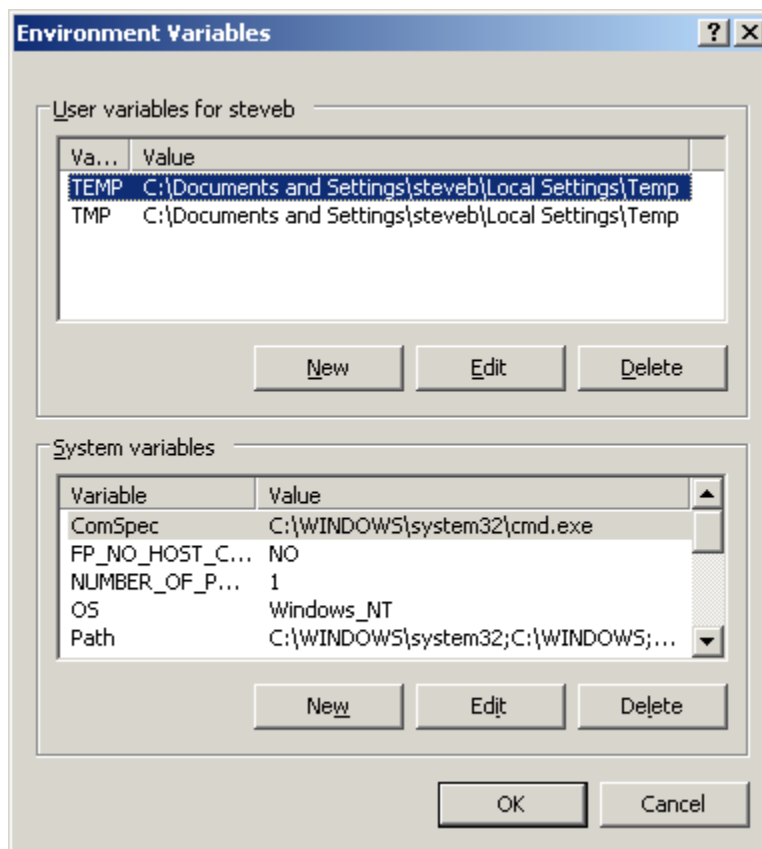 Environment Variables
User variables for steveb
Va... Value
TEMP C:\Documents and Settings\steveb\Local Settings\Temp
TMP C:\Documents and Settings\steveb\Local Settings\Temp
New Edit Delete
System variables
Variable Value
ComSpec C:\WINDOWS\system32\cmd.exe
FP_NO_HOST_C... NO
NUMBER_OF_P... 1
OS Windows_NT
Path C:\WINDOWS\system32;C:\WINDOWS;...
New Edit Delete
OK Cancel